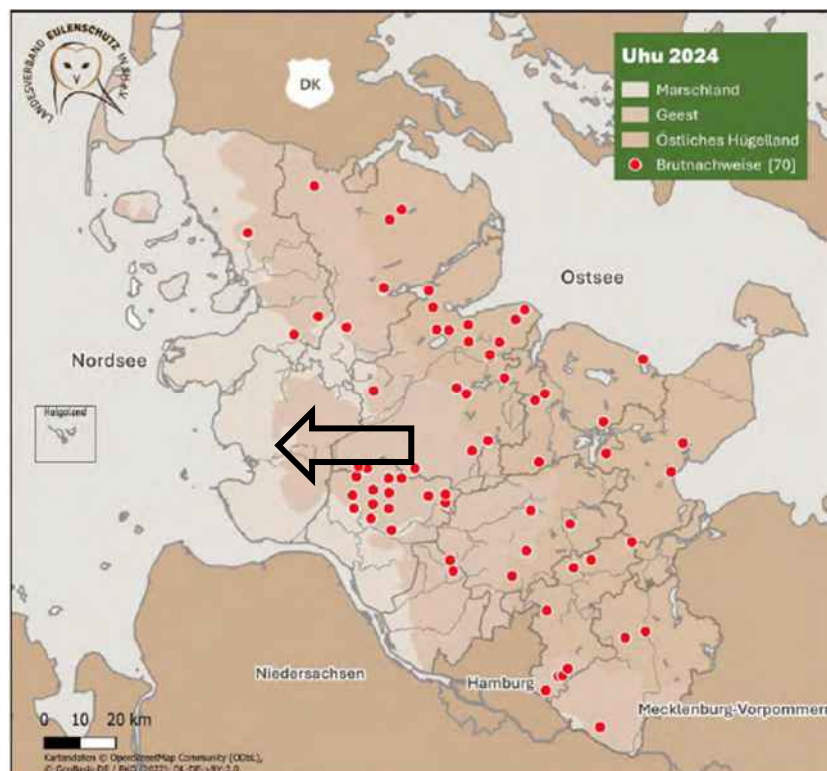 LANDESVERBAND EULENSCHUTZ IN SH e.V.
DK
Uhu 2024
Marschland
Geest
Östliches Hügelland
Brutnachweise [70]
Ostsee
Nordsee
Helgoland
Niedersachsen
Hamburg
Mecklenburg-Vorpommern
0 10 20 km
Kartendaten © OpenStreetMap Community (ODbL),